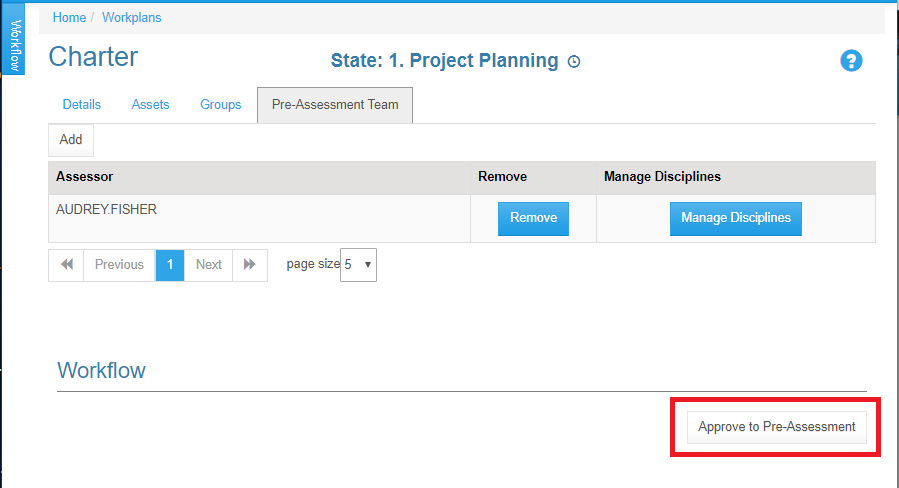 Workflow
Home / Workplans
Charter
State: 1. Project Planning
?
Details Assets Groups Pre-Assessment Team
Add
Assessor Remove Manage Disciplines
AUDREY.FISHER Remove Manage Disciplines
Previous 1 Next page size 5
Workflow
Approve to Pre-Assessment